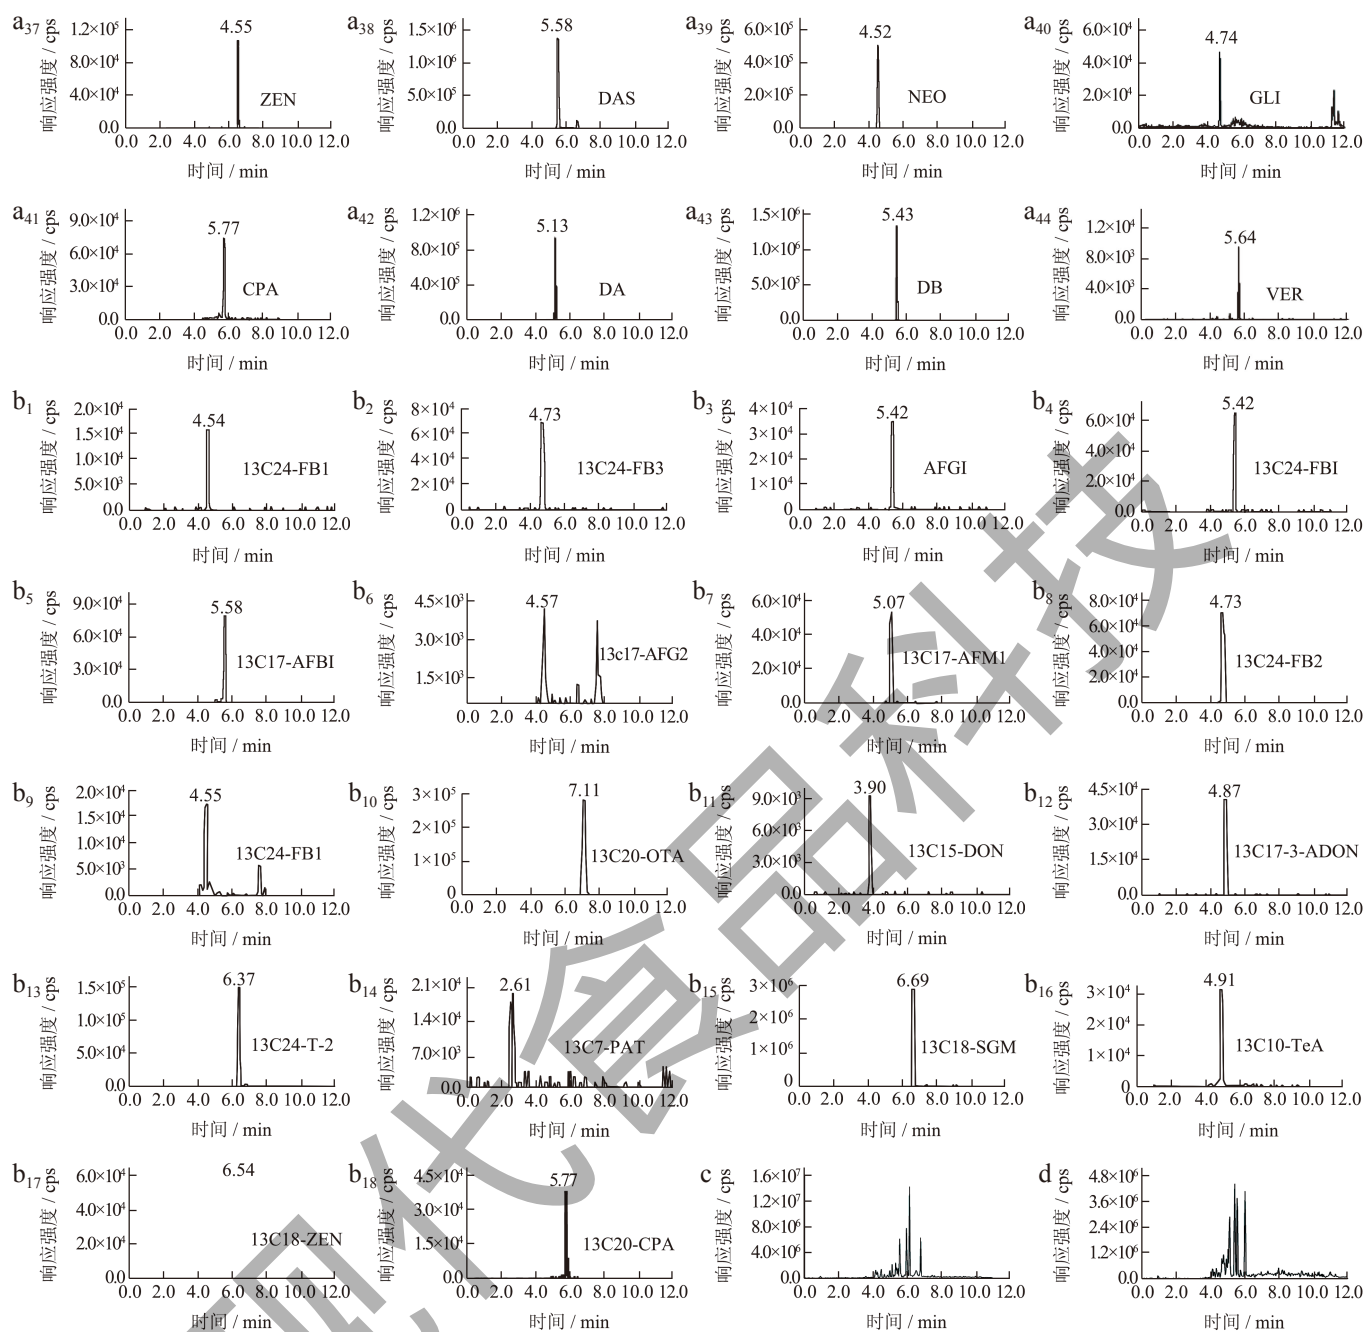 a37
响应强度 / cps
4.55
1.2×10⁵
8.0×10⁴
4.0×10⁴
0.0
ZEN
0.0 2.0 4.0 6.0 8.0 10.0 12.0
时间 / min
a38
响应强度 / cps
5.58
1.5×10⁶
1.0×10⁶
5.0×10⁵
0.0
DAS
0.0 2.0 4.0 6.0 8.0 10.0 12.0
时间 / min
a39
响应强度 / cps
4.52
6.0×10⁵
4.0×10⁵
2.0×10⁵
0.0
NEO
0.0 2.0 4.0 6.0 8.0 10.0 12.0
时间 / min
a40
响应强度 / cps
4.74
6.0×10⁴
4.0×10⁴
2.0×10⁴
0.0
GLI
0.0 2.0 4.0 6.0 8.0 10.0 12.0
时间 / min
a41
响应强度 / cps
5.77
9.0×10⁴
6.0×10⁴
3.0×10⁴
0.0
CPA
0.0 2.0 4.0 6.0 8.0 10.0 12.0
时间 / min
a42
响应强度 / cps
5.13
1.2×10⁶
8.0×10⁵
4.0×10⁵
0.0
DA
0.0 2.0 4.0 6.0 8.0 10.0 12.0
时间 / min
a43
响应强度 / cps
5.43
1.5×10⁶
1.0×10⁶
5.0×10⁵
0.0
DB
0.0 2.0 4.0 6.0 8.0 10.0 12.0
时间 / min
a44
响应强度 / cps
5.64
1.2×10⁴
8.0×10³
4.0×10³
0.0
VER
0.0 2.0 4.0 6.0 8.0 10.0 12.0
时间 / min
b1
响应强度 / cps
4.54
2.0×10⁴
1.5×10⁴
1.0×10⁴
5.0×10³
0.0
13C24-FB1
0.0 2.0 4.0 6.0 8.0 10.0 12.0
时间 / min
b2
响应强度 / cps
4.73
8×10⁴
6×10⁴
4×10⁴
2×10⁴
0
13C24-FB3
0.0 2.0 4.0 6.0 8.0 10.0 12.0
时间 / min
b3
响应强度 / cps
5.42
4×10⁴
3×10⁴
2×10⁴
1×10⁴
0
AFGI
0.0 2.0 4.0 6.0 8.0 10.0 12.0
时间 / min
b4
响应强度 / cps
5.42
6.0×10⁴
4.0×10⁴
2.0×10⁴
0.0
13C24-FBI
0.0 2.0 4.0 6.0 8.0 10.0 12.0
时间 / min
b5
响应强度 / cps
5.58
9.0×10⁴
6.0×10⁴
3.0×10⁴
0.0
13C17-AFBI
0.0 2.0 4.0 6.0 8.0 10.0 12.0
时间 / min
b6
响应强度 / cps
4.57
4.5×10³
3.0×10³
1.5×10³
13c17-AFG2
0.0 2.0 4.0 6.0 8.0 10.0 12.0
时间 / min
b7
响应强度 / cps
5.07
6.0×10⁴
4.0×10⁴
2.0×10⁴
0.0
13C17-AFM1
0.0 2.0 4.0 6.0 8.0 10.0 12.0
时间 / min
b8
响应强度 / cps
4.73
8.0×10⁴
6.0×10⁴
4.0×10⁴
2.0×10⁴
0.0
13C24-FB2
0.0 2.0 4.0 6.0 8.0 10.0 12.0
时间 / min
b9
响应强度 / cps
4.55
2.0×10⁴
1.5×10⁴
1.0×10⁴
5.0×10³
0.0
13C24-FB1
0.0 2.0 4.0 6.0 8.0 10.0 12.0
时间 / min
b10
响应强度 / cps
7.11
3×10⁵
2×10⁵
1×10⁵
0
13C20-OTA
0.0 2.0 4.0 6.0 8.0 10.0 12.0
时间 / min
b11
响应强度 / cps
3.90
9.0×10³
6.0×10³
3.0×10³
0.0
13C15-DON
0.0 2.0 4.0 6.0 8.0 10.0 12.0
时间 / min
b12
响应强度 / cps
4.87
4.5×10⁴
3.0×10⁴
1.5×10⁴
0.0
13C17-3-ADON
0.0 2.0 4.0 6.0 8.0 10.0 12.0
时间 / min
b13
响应强度 / cps
6.37
1.5×10⁵
1.0×10⁵
5.0×10⁴
0.0
13C24-T-2
0.0 2.0 4.0 6.0 8.0 10.0 12.0
时间 / min
b14
响应强度 / cps
2.61
2.1×10⁴
1.4×10⁴
7.0×10³
0.0
13C7-PAT
0.0 2.0 4.0 6.0 8.0 10.0 12.0
时间 / min
b15
响应强度 / cps
6.69
3×10⁶
2×10⁶
1×10⁶
0
13C18-SGM
0.0 2.0 4.0 6.0 8.0 10.0 12.0
时间 / min
b16
响应强度 / cps
4.91
3×10⁴
2×10⁴
1×10⁴
0
13C10-TeA
0.0 2.0 4.0 6.0 8.0 10.0 12.0
时间 / min
b17
响应强度 / cps
6.54
6.0×10⁴
4.0×10⁴
2.0×10⁴
0.0
13C18-ZEN
0.0 2.0 4.0 6.0 8.0 10.0 12.0
时间 / min
b18
响应强度 / cps
5.77
4.5×10⁴
3.0×10⁴
1.5×10⁴
0.0
13C20-CPA
0.0 2.0 4.0 6.0 8.0 10.0 12.0
时间 / min
c
响应强度 / cps
1.6×10⁷
1.2×10⁷
8.0×10⁶
4.0×10⁶
0.0
0.0 2.0 4.0 6.0 8.0 10.0 12.0
时间 / min
d
响应强度 / cps
4.8×10⁶
3.6×10⁶
2.4×10⁶
1.2×10⁶
0.0
0.0 2.0 4.0 6.0 8.0 10.0 12.0
时间 / min
现代食品科技